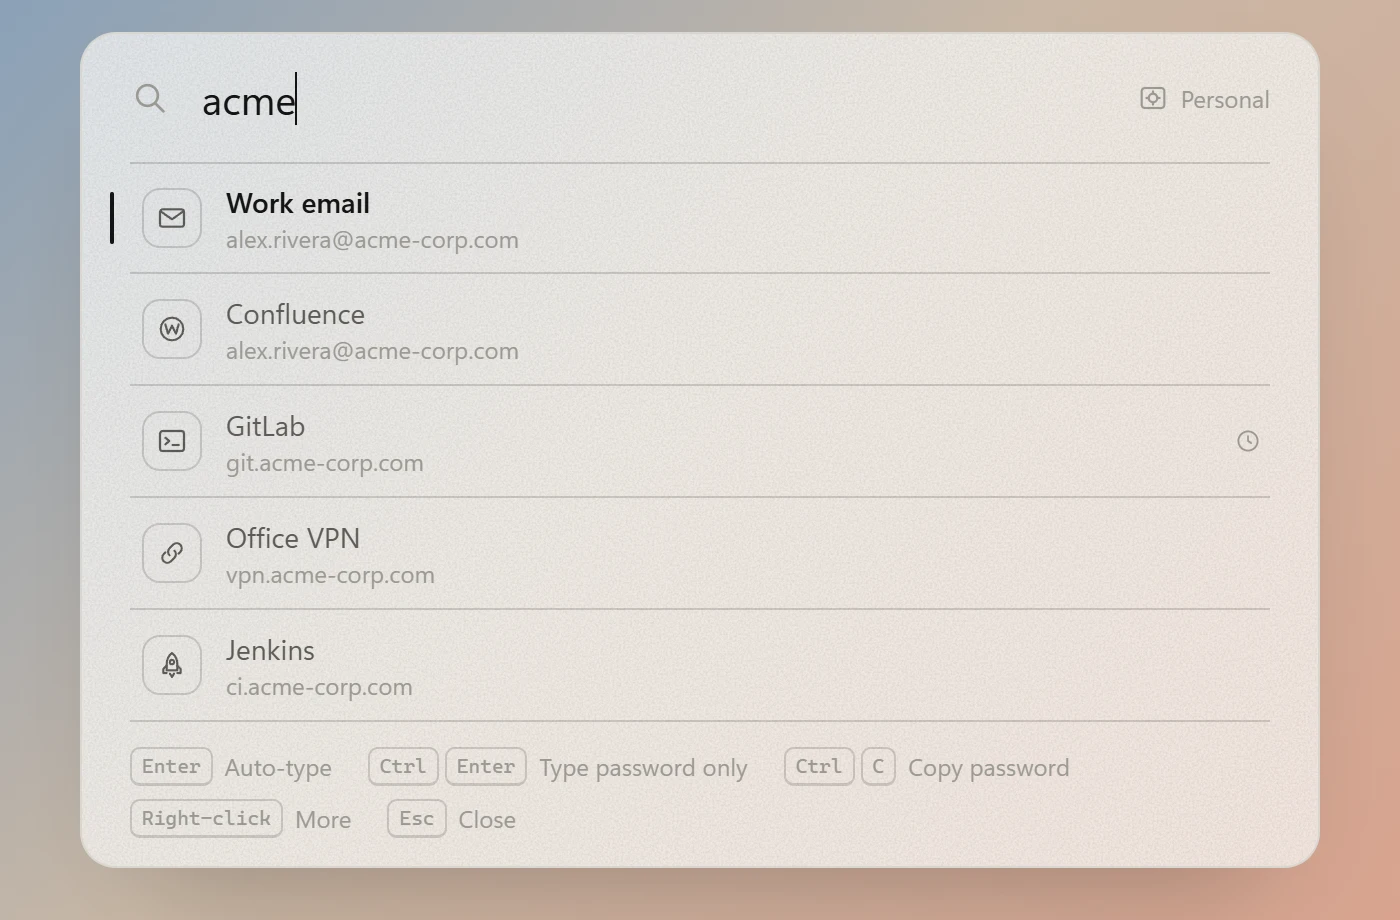 acme
Personal
Work email
alex.rivera@acme-corp.com
Confluence
alex.rivera@acme-corp.com
GitLab
git.acme-corp.com
Office VPN
vpn.acme-corp.com
Jenkins
ci.acme-corp.com
Enter Auto-type Ctrl Enter Type password only Ctrl C Copy password
Right-click More Esc Close